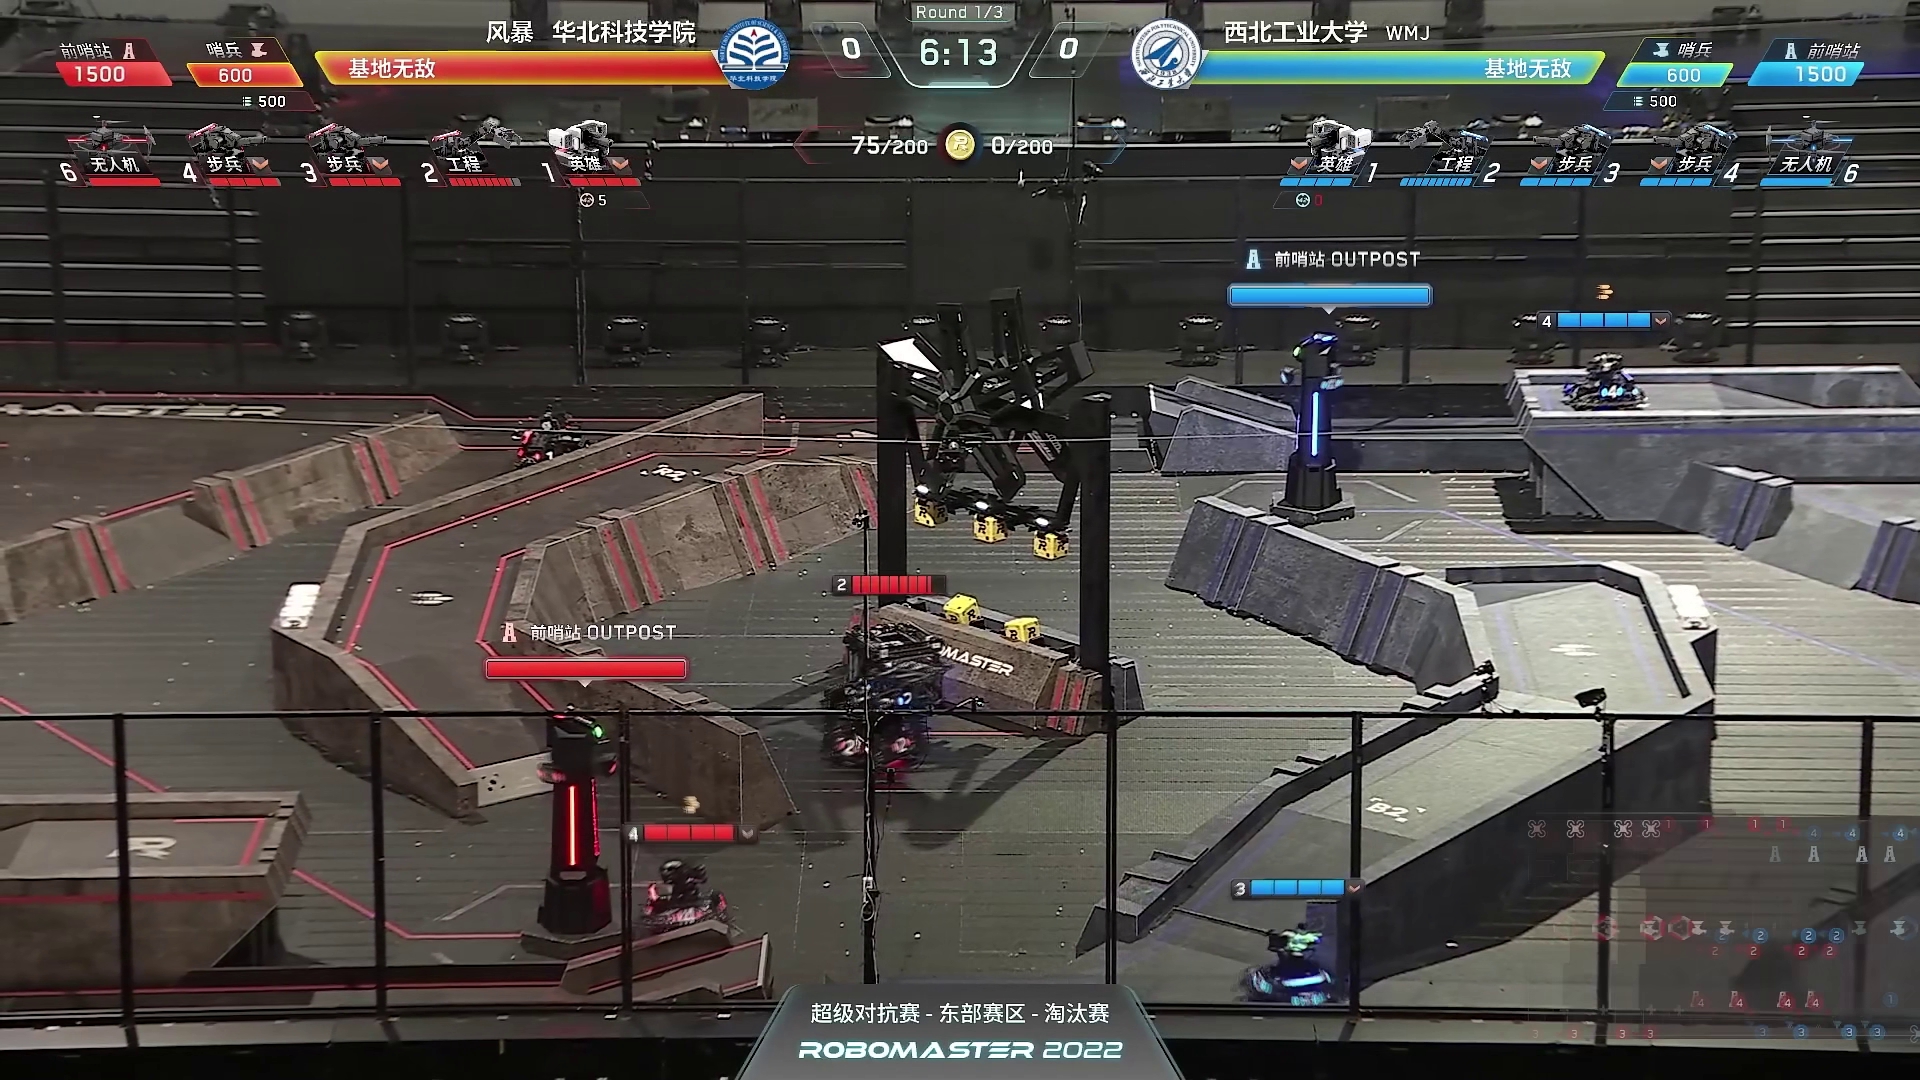 Round 1/3
风暴 华北科技学院
0
6:13
0
西北工业大学 WMJ
前哨站
1500
哨兵
600
500
基地无敌
基地无敌
哨兵
600
500
前哨站
1500
75/200
0/200
6 无人机
4 步兵
3 步兵
2 工程
1 英雄
5
英雄 1
工程 2
步兵 3
步兵 4
无人机 6
0
前哨站 OUTPOST
4
R2
2
前哨站 OUTPOST
4
3
B2
超级对抗赛 - 东部赛区 - 淘汰赛
ROBOMASTER 2022